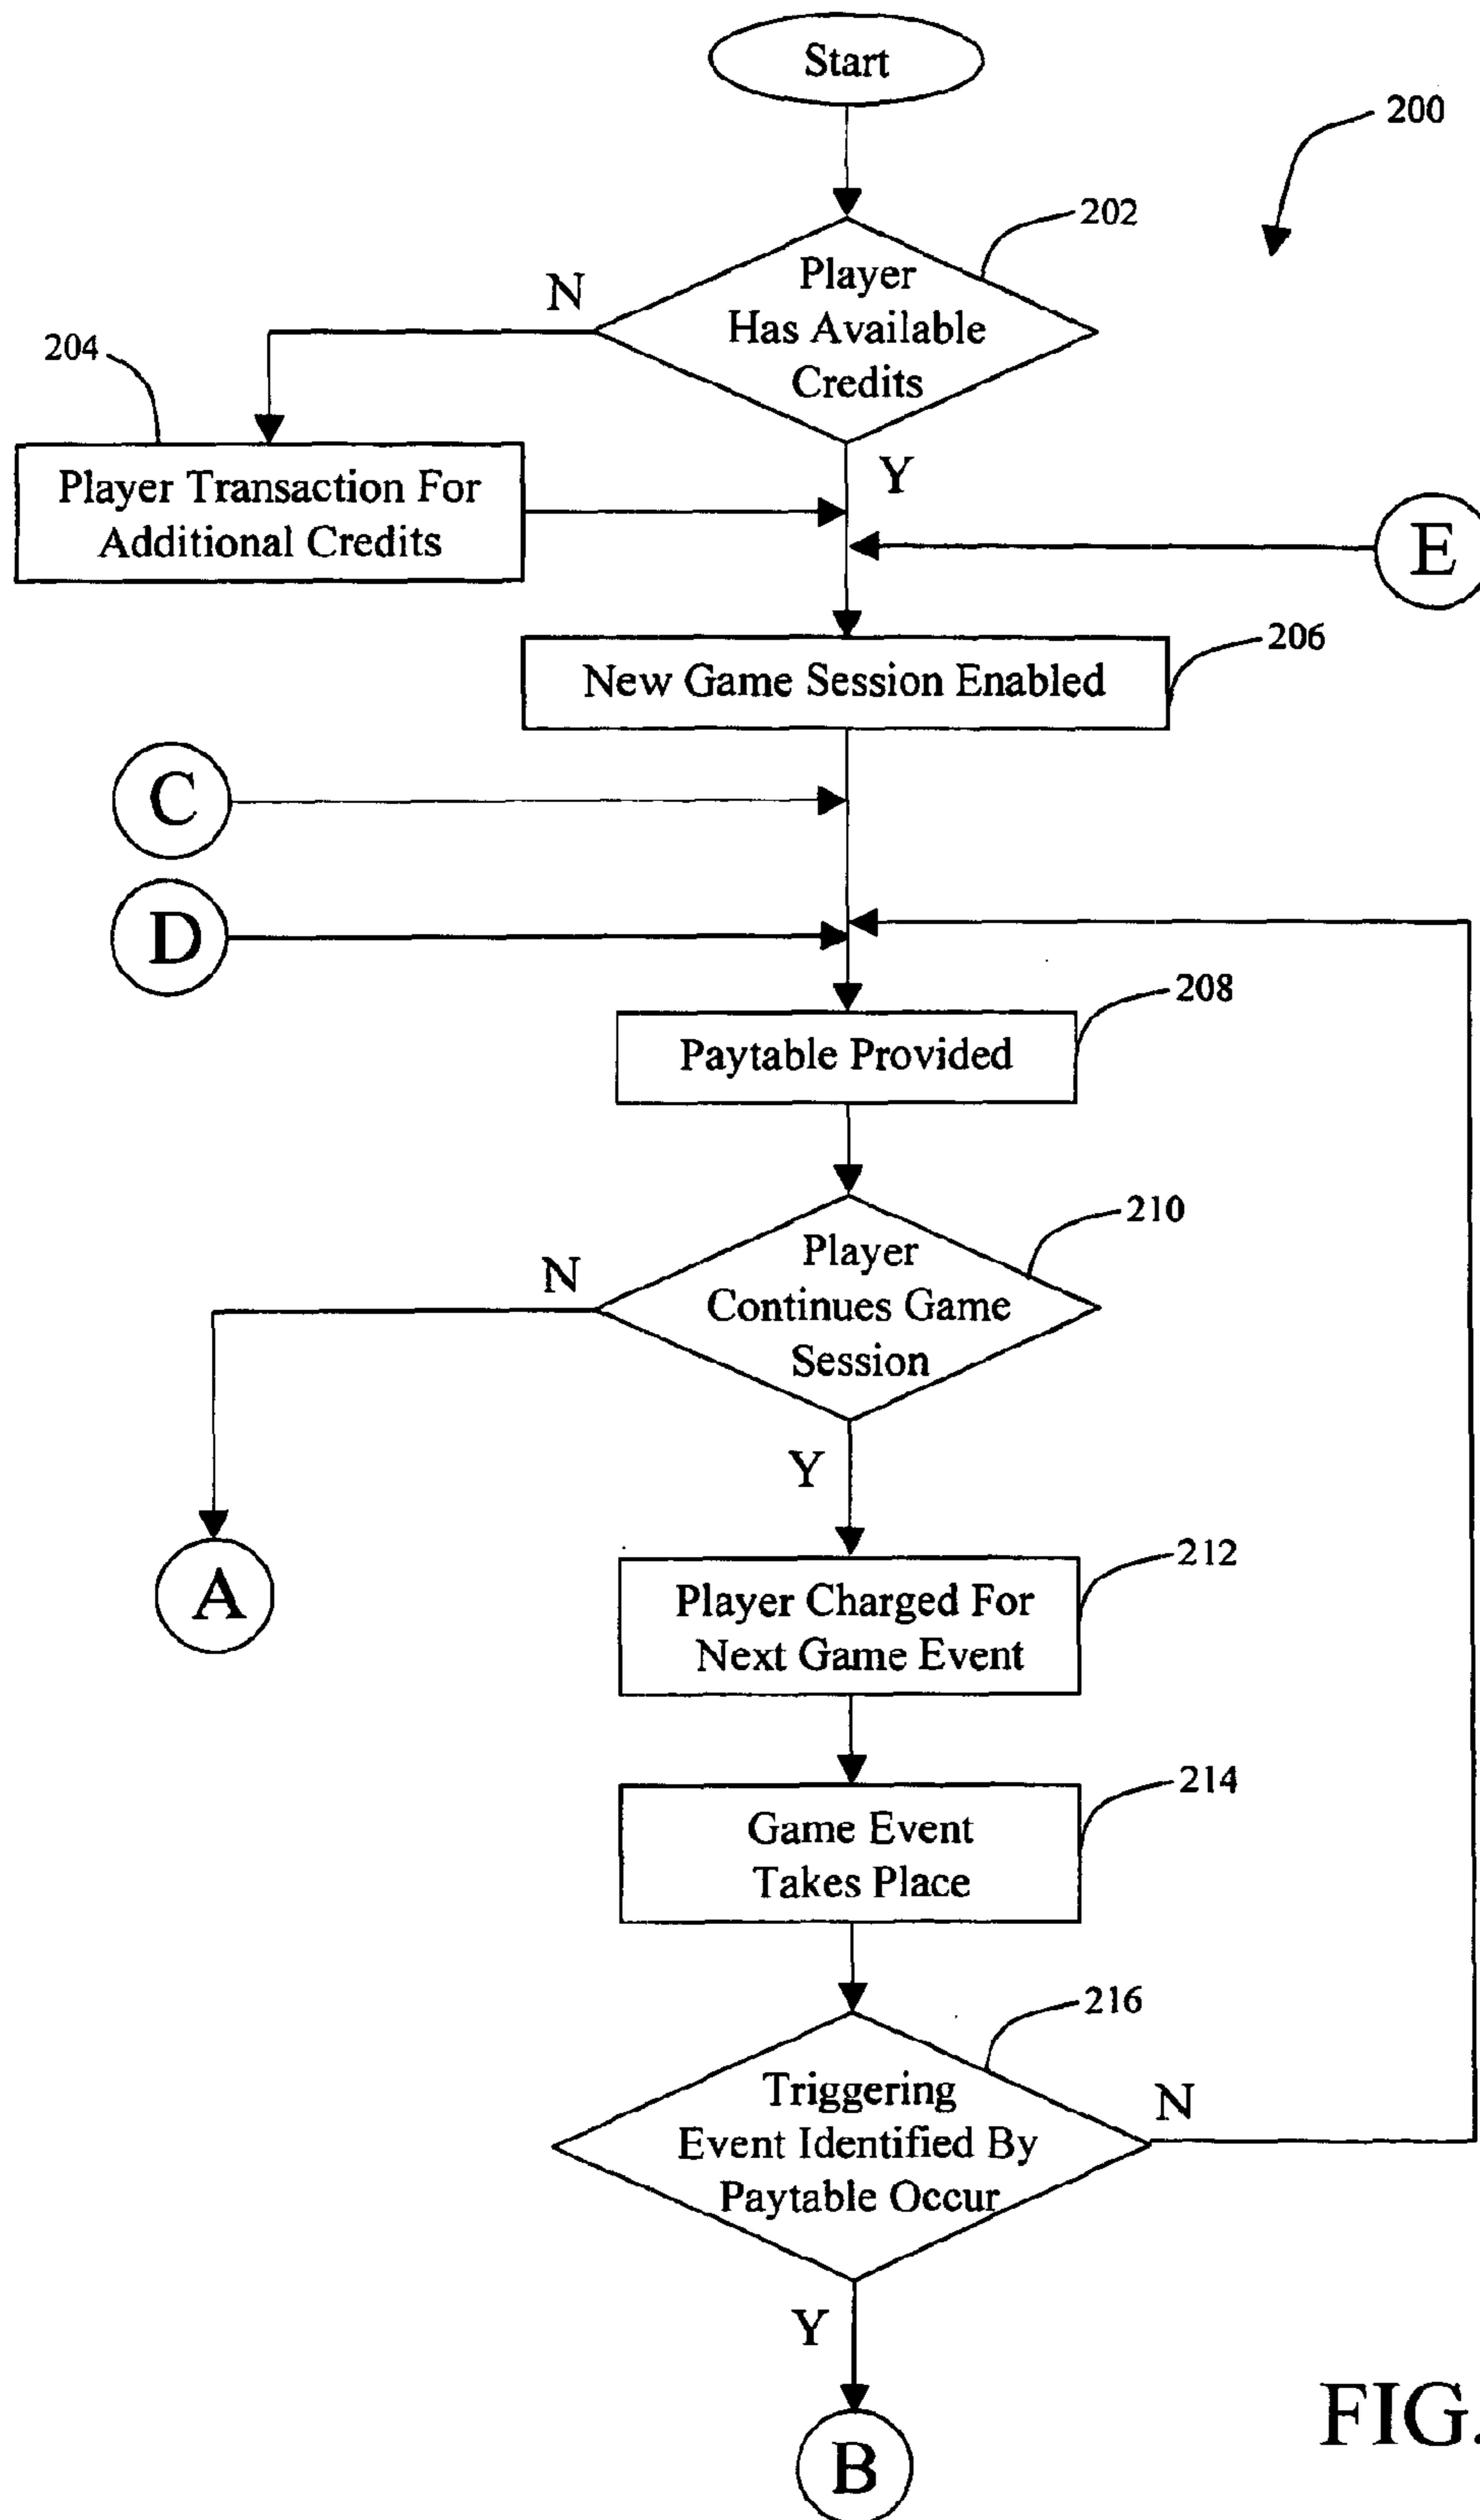 Start
200
202
Player
Has Available
Credits
N
204
Player Transaction For
Additional Credits
Y
E
New Game Session Enabled
206
C
D
208
Paytable Provided
210
Player
Continues Game
Session
N
Y
A
212
Player Charged For
Next Game Event
214
Game Event
Takes Place
216
Triggering
Event Identified By
Paytable Occur
N
Y
B
FIG.